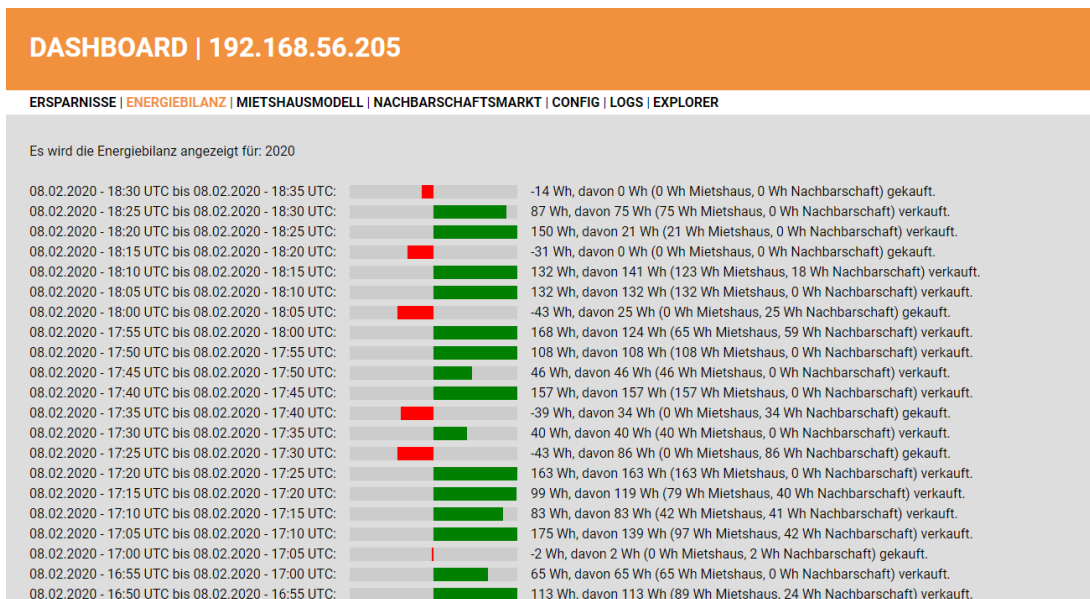 DASHBOARD | 192.168.56.205
ERSPARNISSE | ENERGIEBILANZ | MIETSHAUSMODELL | NACHBARSCHAFTSMARKT | CONFIG | LOGS | EXPLORER
Es wird die Energiebilanz angezeigt für: 2020
08.02.2020 - 18:30 UTC bis 08.02.2020 - 18:35 UTC: -14 Wh, davon 0 Wh (0 Wh Mietshaus, 0 Wh Nachbarschaft) gekauft.
08.02.2020 - 18:25 UTC bis 08.02.2020 - 18:30 UTC: 87 Wh, davon 75 Wh (75 Wh Mietshaus, 0 Wh Nachbarschaft) verkauft.
08.02.2020 - 18:20 UTC bis 08.02.2020 - 18:25 UTC: 150 Wh, davon 21 Wh (21 Wh Mietshaus, 0 Wh Nachbarschaft) verkauft.
08.02.2020 - 18:15 UTC bis 08.02.2020 - 18:20 UTC: -31 Wh, davon 0 Wh (0 Wh Mietshaus, 0 Wh Nachbarschaft) gekauft.
08.02.2020 - 18:10 UTC bis 08.02.2020 - 18:15 UTC: 132 Wh, davon 141 Wh (123 Wh Mietshaus, 18 Wh Nachbarschaft) verkauft.
08.02.2020 - 18:05 UTC bis 08.02.2020 - 18:10 UTC: 132 Wh, davon 132 Wh (132 Wh Mietshaus, 0 Wh Nachbarschaft) verkauft.
08.02.2020 - 18:00 UTC bis 08.02.2020 - 18:05 UTC: -43 Wh, davon 25 Wh (0 Wh Mietshaus, 25 Wh Nachbarschaft) gekauft.
08.02.2020 - 17:55 UTC bis 08.02.2020 - 18:00 UTC: 168 Wh, davon 124 Wh (65 Wh Mietshaus, 59 Wh Nachbarschaft) verkauft.
08.02.2020 - 17:50 UTC bis 08.02.2020 - 17:55 UTC: 108 Wh, davon 108 Wh (108 Wh Mietshaus, 0 Wh Nachbarschaft) verkauft.
08.02.2020 - 17:45 UTC bis 08.02.2020 - 17:50 UTC: 46 Wh, davon 46 Wh (46 Wh Mietshaus, 0 Wh Nachbarschaft) verkauft.
08.02.2020 - 17:40 UTC bis 08.02.2020 - 17:45 UTC: 157 Wh, davon 157 Wh (157 Wh Mietshaus, 0 Wh Nachbarschaft) verkauft.
08.02.2020 - 17:35 UTC bis 08.02.2020 - 17:40 UTC: -39 Wh, davon 34 Wh (0 Wh Mietshaus, 34 Wh Nachbarschaft) gekauft.
08.02.2020 - 17:30 UTC bis 08.02.2020 - 17:35 UTC: 40 Wh, davon 40 Wh (40 Wh Mietshaus, 0 Wh Nachbarschaft) verkauft.
08.02.2020 - 17:25 UTC bis 08.02.2020 - 17:30 UTC: -43 Wh, davon 86 Wh (0 Wh Mietshaus, 86 Wh Nachbarschaft) gekauft.
08.02.2020 - 17:20 UTC bis 08.02.2020 - 17:25 UTC: 163 Wh, davon 163 Wh (163 Wh Mietshaus, 0 Wh Nachbarschaft) verkauft.
08.02.2020 - 17:15 UTC bis 08.02.2020 - 17:20 UTC: 99 Wh, davon 119 Wh (79 Wh Mietshaus, 40 Wh Nachbarschaft) verkauft.
08.02.2020 - 17:10 UTC bis 08.02.2020 - 17:15 UTC: 83 Wh, davon 83 Wh (42 Wh Mietshaus, 41 Wh Nachbarschaft) verkauft.
08.02.2020 - 17:05 UTC bis 08.02.2020 - 17:10 UTC: 175 Wh, davon 139 Wh (97 Wh Mietshaus, 42 Wh Nachbarschaft) verkauft.
08.02.2020 - 17:00 UTC bis 08.02.2020 - 17:05 UTC: -2 Wh, davon 2 Wh (0 Wh Mietshaus, 2 Wh Nachbarschaft) gekauft.
08.02.2020 - 16:55 UTC bis 08.02.2020 - 17:00 UTC: 65 Wh, davon 65 Wh (65 Wh Mietshaus, 0 Wh Nachbarschaft) verkauft.
08.02.2020 - 16:50 UTC bis 08.02.2020 - 16:55 UTC: 113 Wh, davon 113 Wh (89 Wh Mietshaus, 24 Wh Nachbarschaft) verkauft.